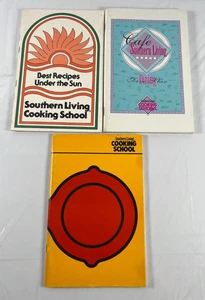 Best Recipes
Under the Sun
Southern Living
Cooking School
Cafe
Southern Living
Southern Living
COOKING
SCHOOL